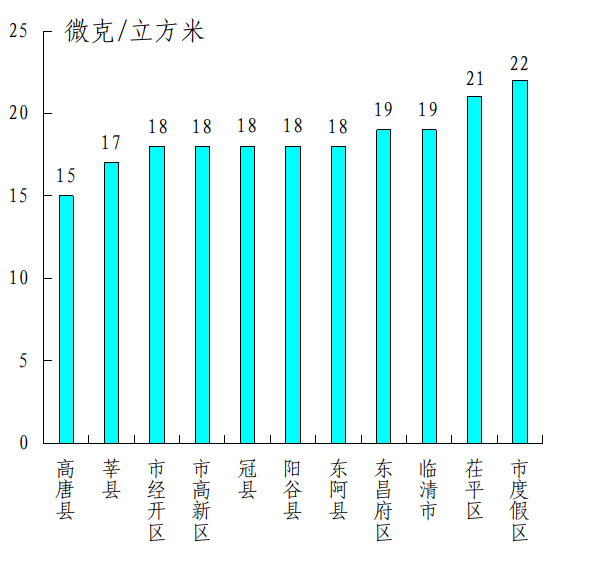 微克/立方米
25
20
15
10
5
0
15
17
18
18
18
18
18
19
19
21
22
高唐县
莘县
市经开区
市高新区
冠县
阳谷县
东阿县
东昌府区
临清市
茌平区
市度假区